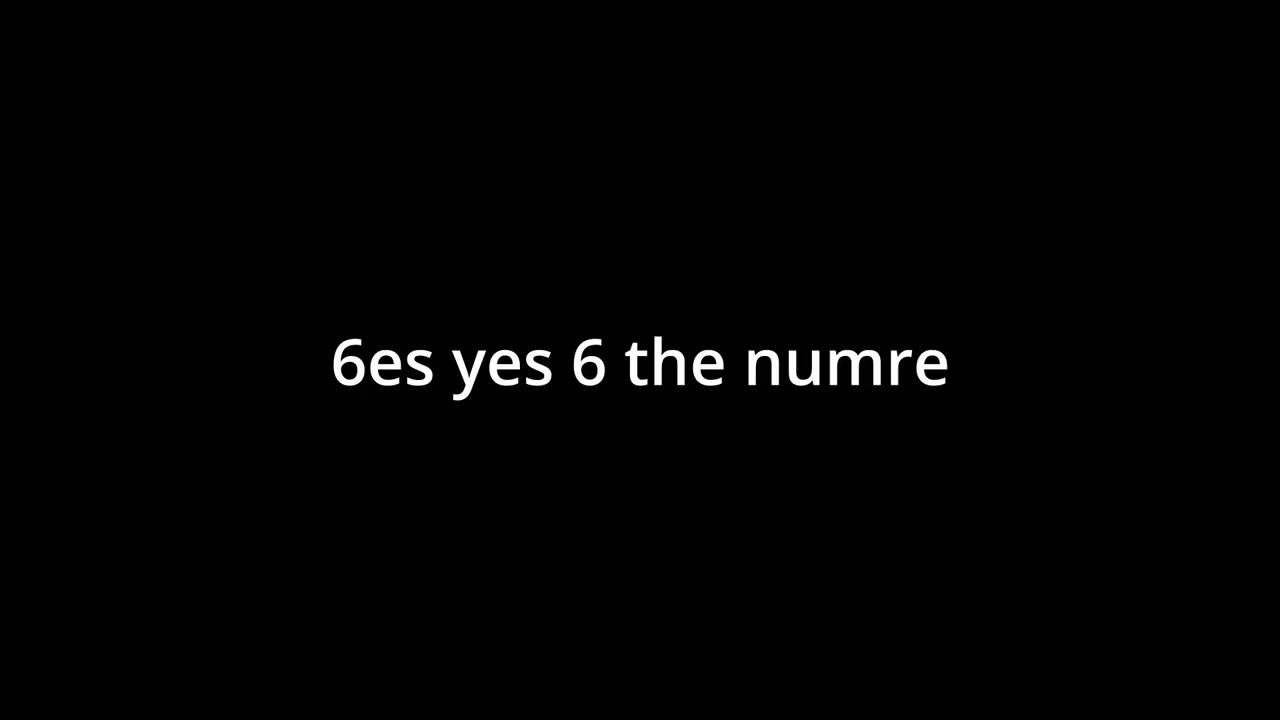 6es yes 6 the numre